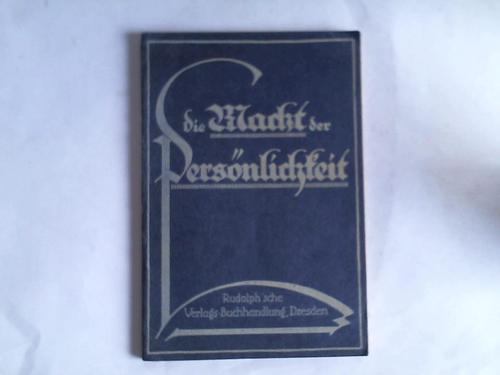 die Macht der
Persönlichkeit
Rudolph'sche
Verlags-Buchhandlung, Dresden